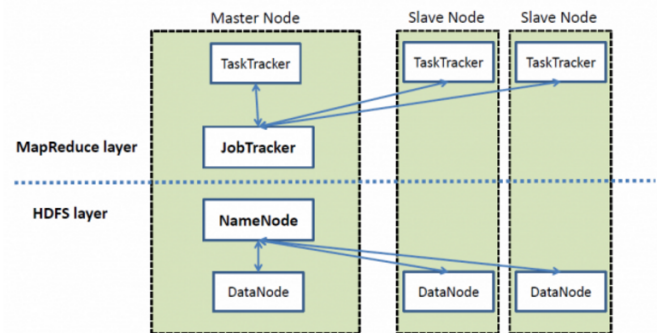 Master Node
Slave Node
Slave Node
TaskTracker
TaskTracker
TaskTracker
MapReduce layer
JobTracker
HDFS layer
NameNode
DataNode
DataNode
DataNode